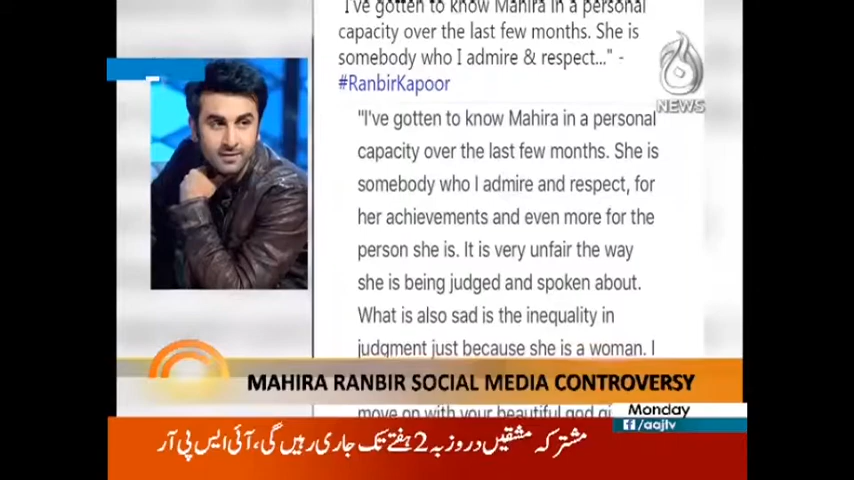 "I've gotten to know Mahira in a personal
capacity over the last few months. She is
somebody who I admire & respect..." -
#RanbirKapoor
NEWS
"I've gotten to know Mahira in a personal
capacity over the last few months. She is
somebody who I admire and respect, for
her achievements and even more for the
person she is. It is very unfair the way
she is being judged and spoken about.
What is also sad is the inequality in
judgment just because she is a woman. I
MAHIRA RANBIR SOCIAL MEDIA CONTROVERSY
move on with your beautiful god
Monday
f /aajtv
مشترکہ مشقیں دروزبہ 2 ہفتے تک جاری رہیں گی، آئی ایس پی آر